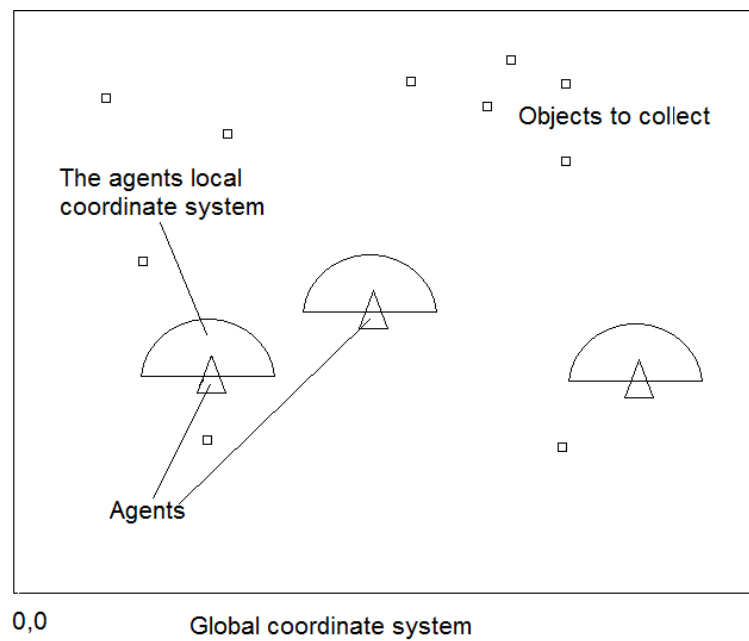 Objects to collect
The agents local
coordinate system
Agents
0,0
Global coordinate system